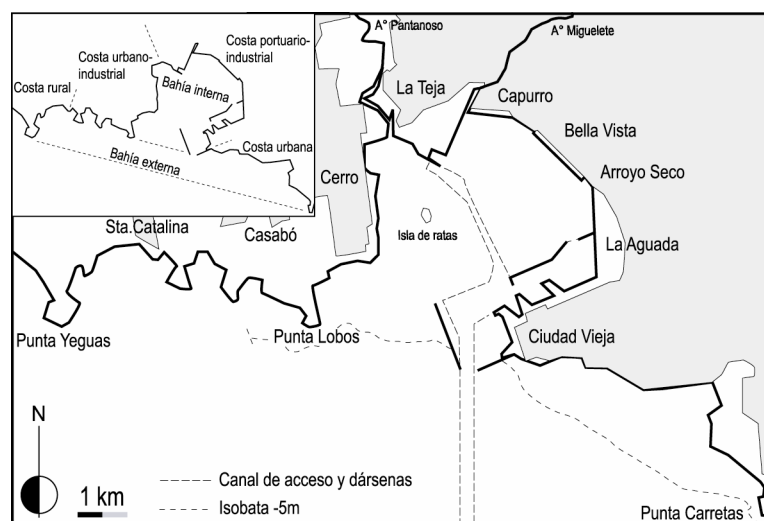 Costa portuario-
industrial
Costa urbano-
industrial
Costa rural
Bahía interna
Costa urbana
Bahía externa
A° Pantanoso
A° Miguelete
La Teja
Capurro
Bella Vista
Arroyo Seco
Cerro
Sta.Catalina
Casabó
Isla de ratas
La Aguada
Punta Yeguas
Punta Lobos
Ciudad Vieja
N
1 km
Canal de acceso y dársenas
Isobata -5m
Punta Carretas